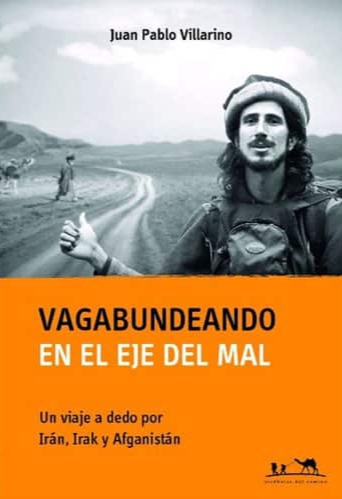 Juan Pablo Villarino
VAGABUNDEANDO
EN EL EJE DEL MAL
Un viaje a dedo por
Irán, Irak y Afganistán